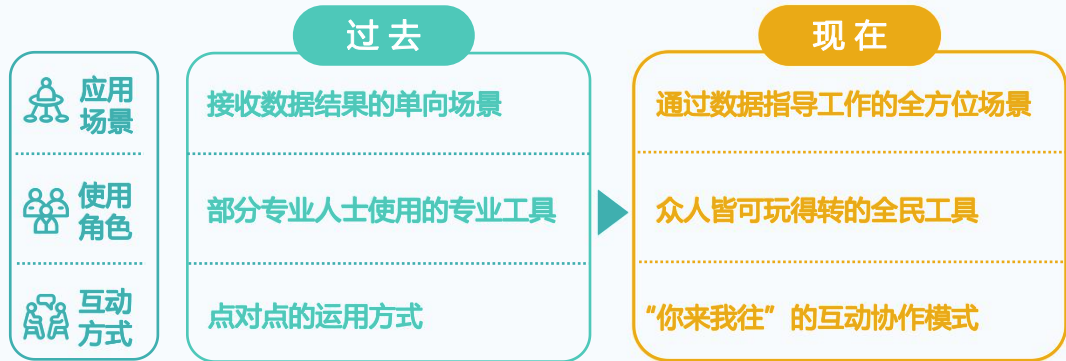 过去
现在
应用
场景
接收数据结果的单向场景
通过数据指导工作的全方位场景
使用
角色
部分专业人士使用的专业工具
众人皆可玩得转的全民工具
互动
方式
点对点的运用方式
“你来我往”的互动协作模式